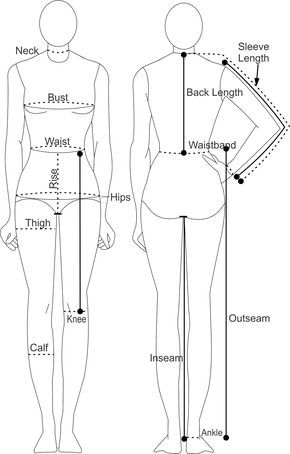 Neck
Sleeve
Length
Bust
Back Length
Waist
Waistband
Rise
Hips
Thigh
Knee
Outseam
Calf
Inseam
Ankle